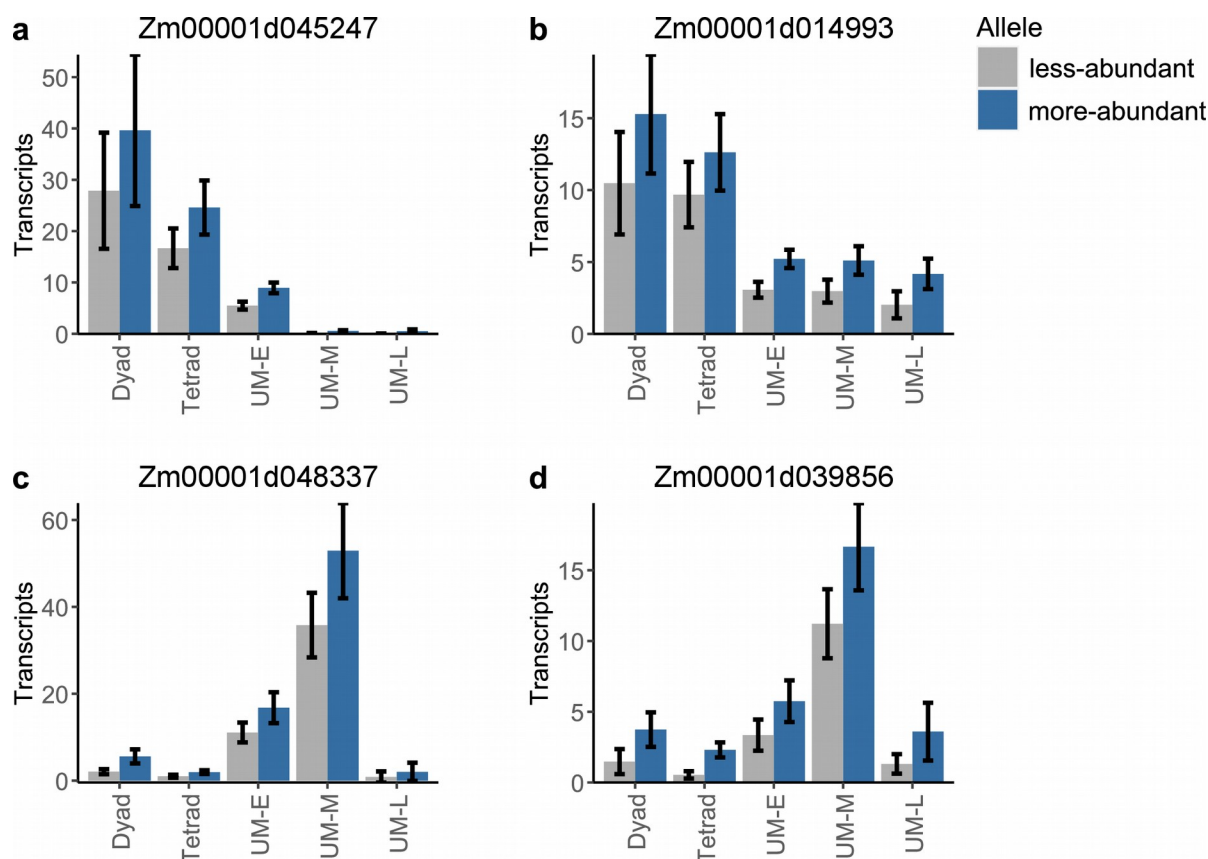 a Zm00001d045247
Transcripts
50
40
30
20
10
0
Dyad Tetrad UM-E UM-M UM-L
b Zm00001d014993
Transcripts
15
10
5
0
Dyad Tetrad UM-E UM-M UM-L
Allele
less-abundant
more-abundant
c Zm00001d048337
Transcripts
60
40
20
0
Dyad Tetrad UM-E UM-M UM-L
d Zm00001d039856
Transcripts
15
10
5
0
Dyad Tetrad UM-E UM-M UM-L